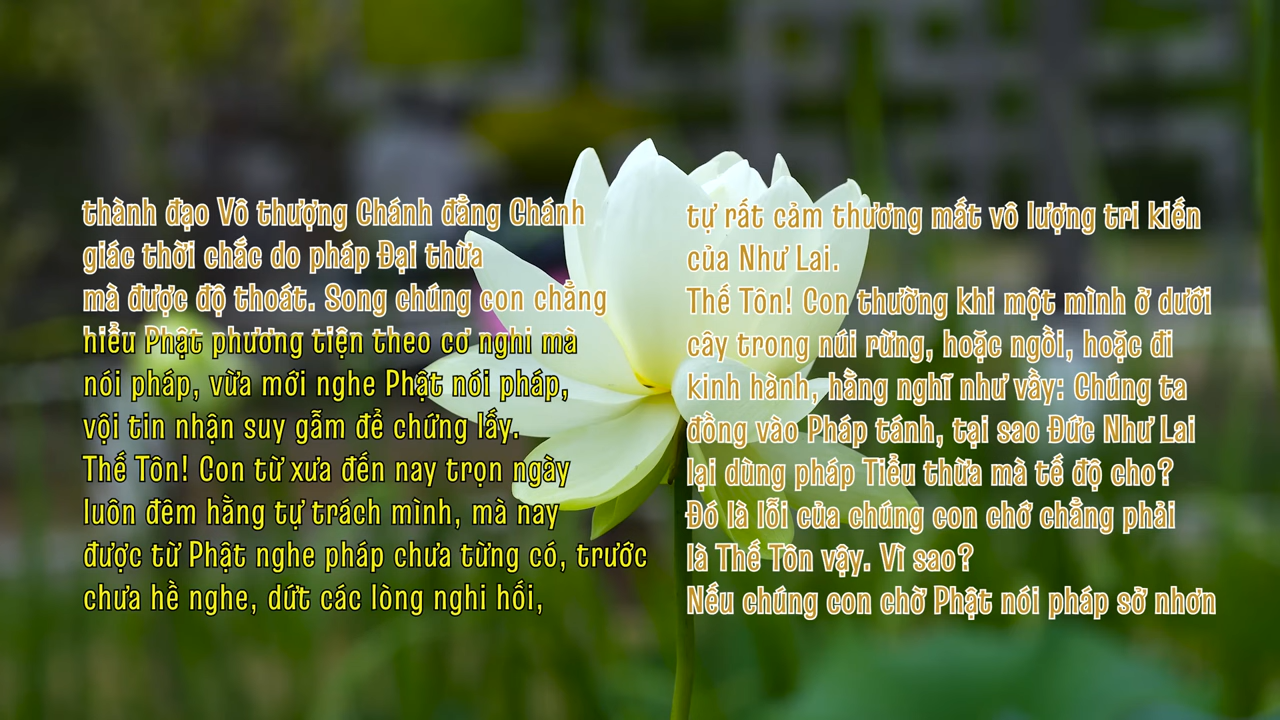 thành đạo Vô thượng Chánh đẳng Chánh
giác thời chắc do pháp Đại thừa
mà được độ thoát. Song chúng con chẳng
hiểu Phật phương tiện theo cơ nghi mà
nói pháp, vừa mới nghe Phật nói pháp,
vội tin nhận suy gẫm để chứng lấy.
Thế Tôn! Con từ xưa đến nay trọn ngày
luôn đêm hằng tự trách mình, mà nay
được từ Phật nghe pháp chưa từng có, trước
chưa hề nghe, dứt các lòng nghi hối,
tự rất cảm thương mất vô lượng tri kiến
của Như Lai.
Thế Tôn! Con thường khi một mình ở dưới
cây trong núi rừng, hoặc ngồi, hoặc đi
kinh hành, hằng nghĩ như vầy: Chúng ta
đồng vào Pháp tánh, tại sao Đức Như Lai
lại dùng pháp Tiểu thừa mà tế độ cho?
Đó là lỗi của chúng con chớ chẳng phải
là Thế Tôn vậy. Vì sao?
Nếu chúng con chờ Phật nói pháp sở nhơn